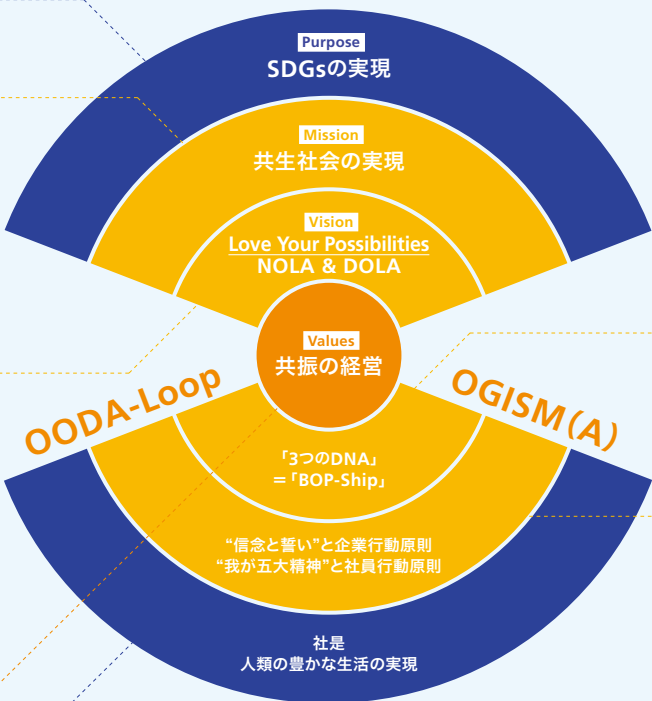 Purpose
SDGsの実現
Mission
共生社会の実現
Vision
Love Your Possibilities
NOLA & DOLA
Values
共振の経営
OODA-Loop
OGISM(A)
「3つのDNA」
＝「BOP-Ship」
“信念と誓い”と企業行動原則
“我が五大精神”と社員行動原則
社是
人類の豊かな生活の実現